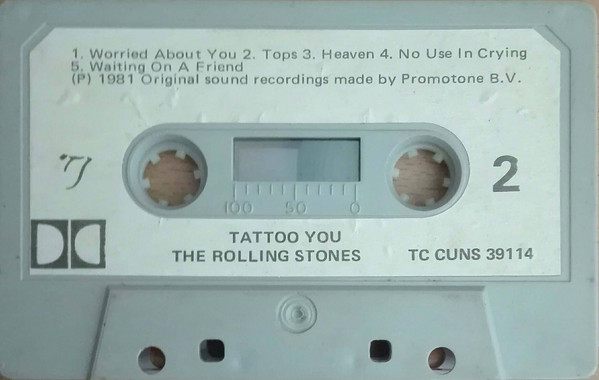 1. Worried About You 2. Tops 3. Heaven 4. No Use In Crying
5. Waiting On A Friend
(P) 1981 Original sound recordings made by Promotone B.V.
2
100 50 0
TATTOO YOU
THE ROLLING STONES
TC CUNS 39114